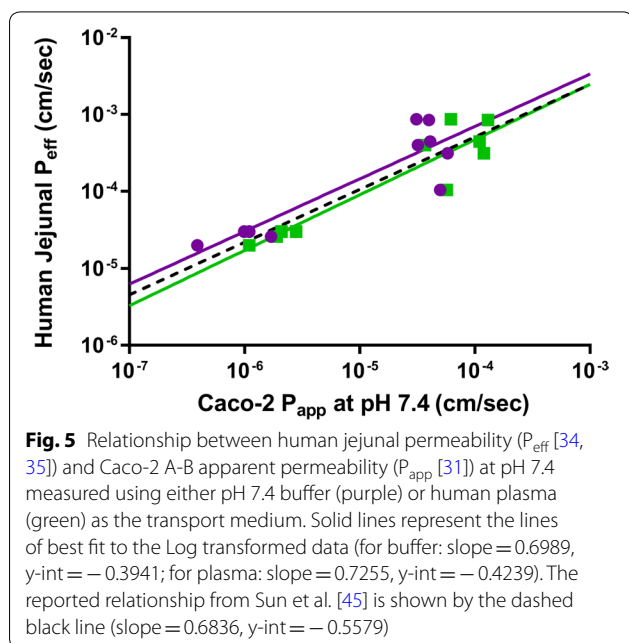 10⁻²
10⁻³
10⁻⁴
10⁻⁵
10⁻⁶
Human Jejunal P_eff (cm/sec)
10⁻⁷ 10⁻⁶ 10⁻⁵ 10⁻⁴ 10⁻³
Caco-2 P_app at pH 7.4 (cm/sec)
Fig. 5 Relationship between human jejunal permeability (P_eff [34,
35]) and Caco-2 A-B apparent permeability (P_app [31]) at pH 7.4
measured using either pH 7.4 buffer (purple) or human plasma
(green) as the transport medium. Solid lines represent the lines
of best fit to the Log transformed data (for buffer: slope = 0.6989,
y-int = − 0.3941; for plasma: slope = 0.7255, y-int = − 0.4239). The
reported relationship from Sun et al. [45] is shown by the dashed
black line (slope = 0.6836, y-int = − 0.5579)